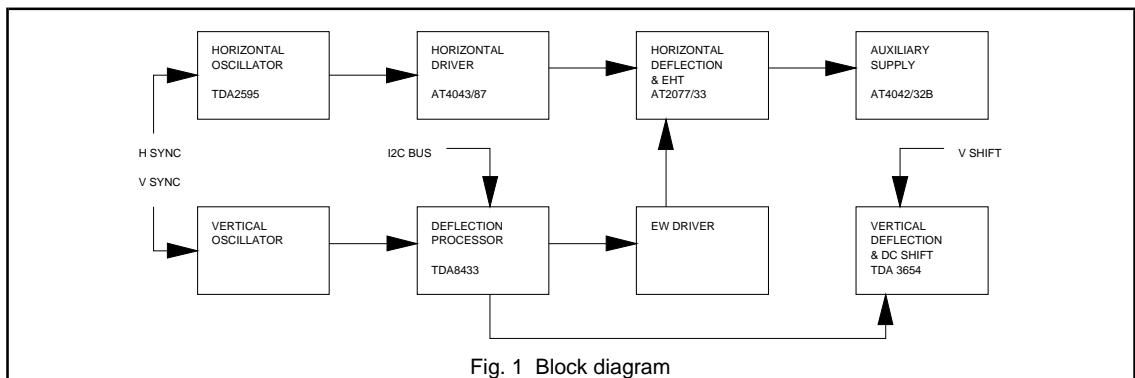 HORIZONTAL
OSCILLATOR
TDA2595
HORIZONTAL
DRIVER
AT4043/87
HORIZONTAL
DEFLECTION
& EHT
AT2077/33
AUXILIARY
SUPPLY
AT4042/32B
H SYNC
V SYNC
I2C BUS
V SHIFT
VERTICAL
OSCILLATOR
DEFLECTION
PROCESSOR
TDA8433
EW DRIVER
VERTICAL
DEFLECTION
& DC SHIFT
TDA 3654
Fig. 1 Block diagram